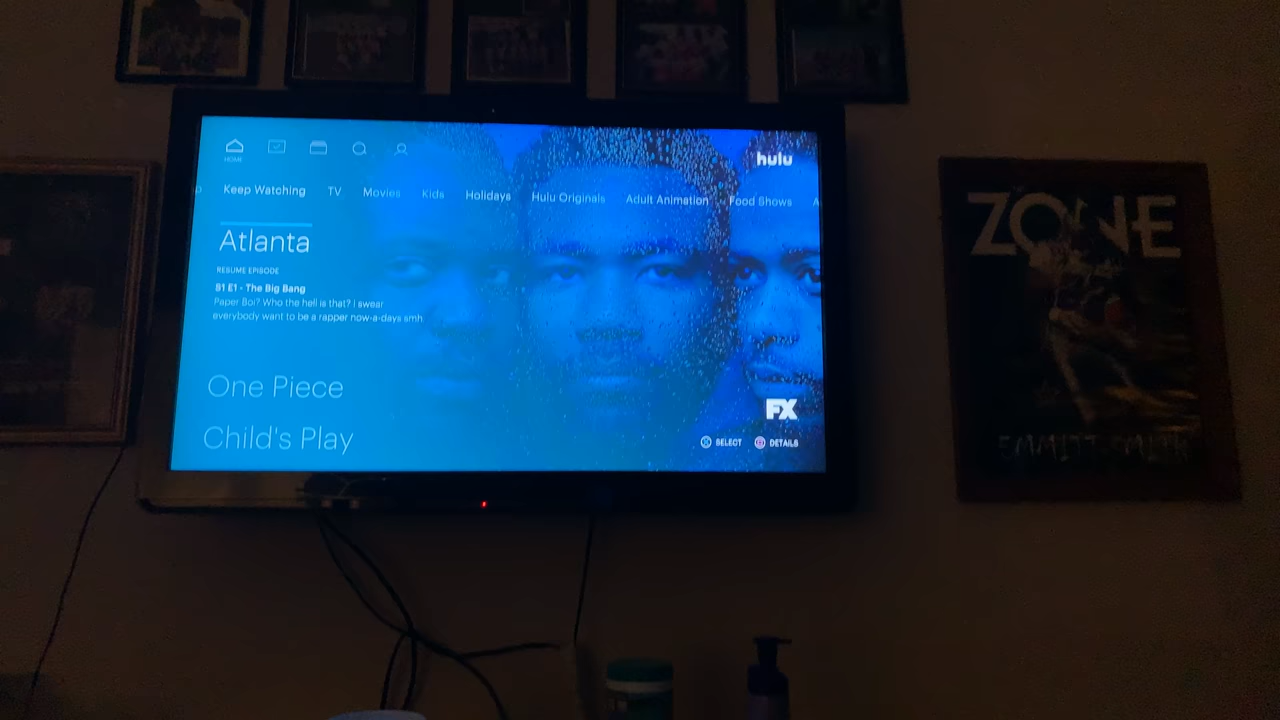 HOME
hulu
Keep Watching TV Movies Kids Holidays Hulu Originals Adult Animation Food Shows A
Atlanta
RESUME EPISODE
S1 E1 - The Big Bang
Paper Boi? Who the hell is that? I swear
everybody want to be a rapper now-a-days smh
One Piece
Child's Play
FX
SELECT DETAILS
ZONE
EMMITT SMITH